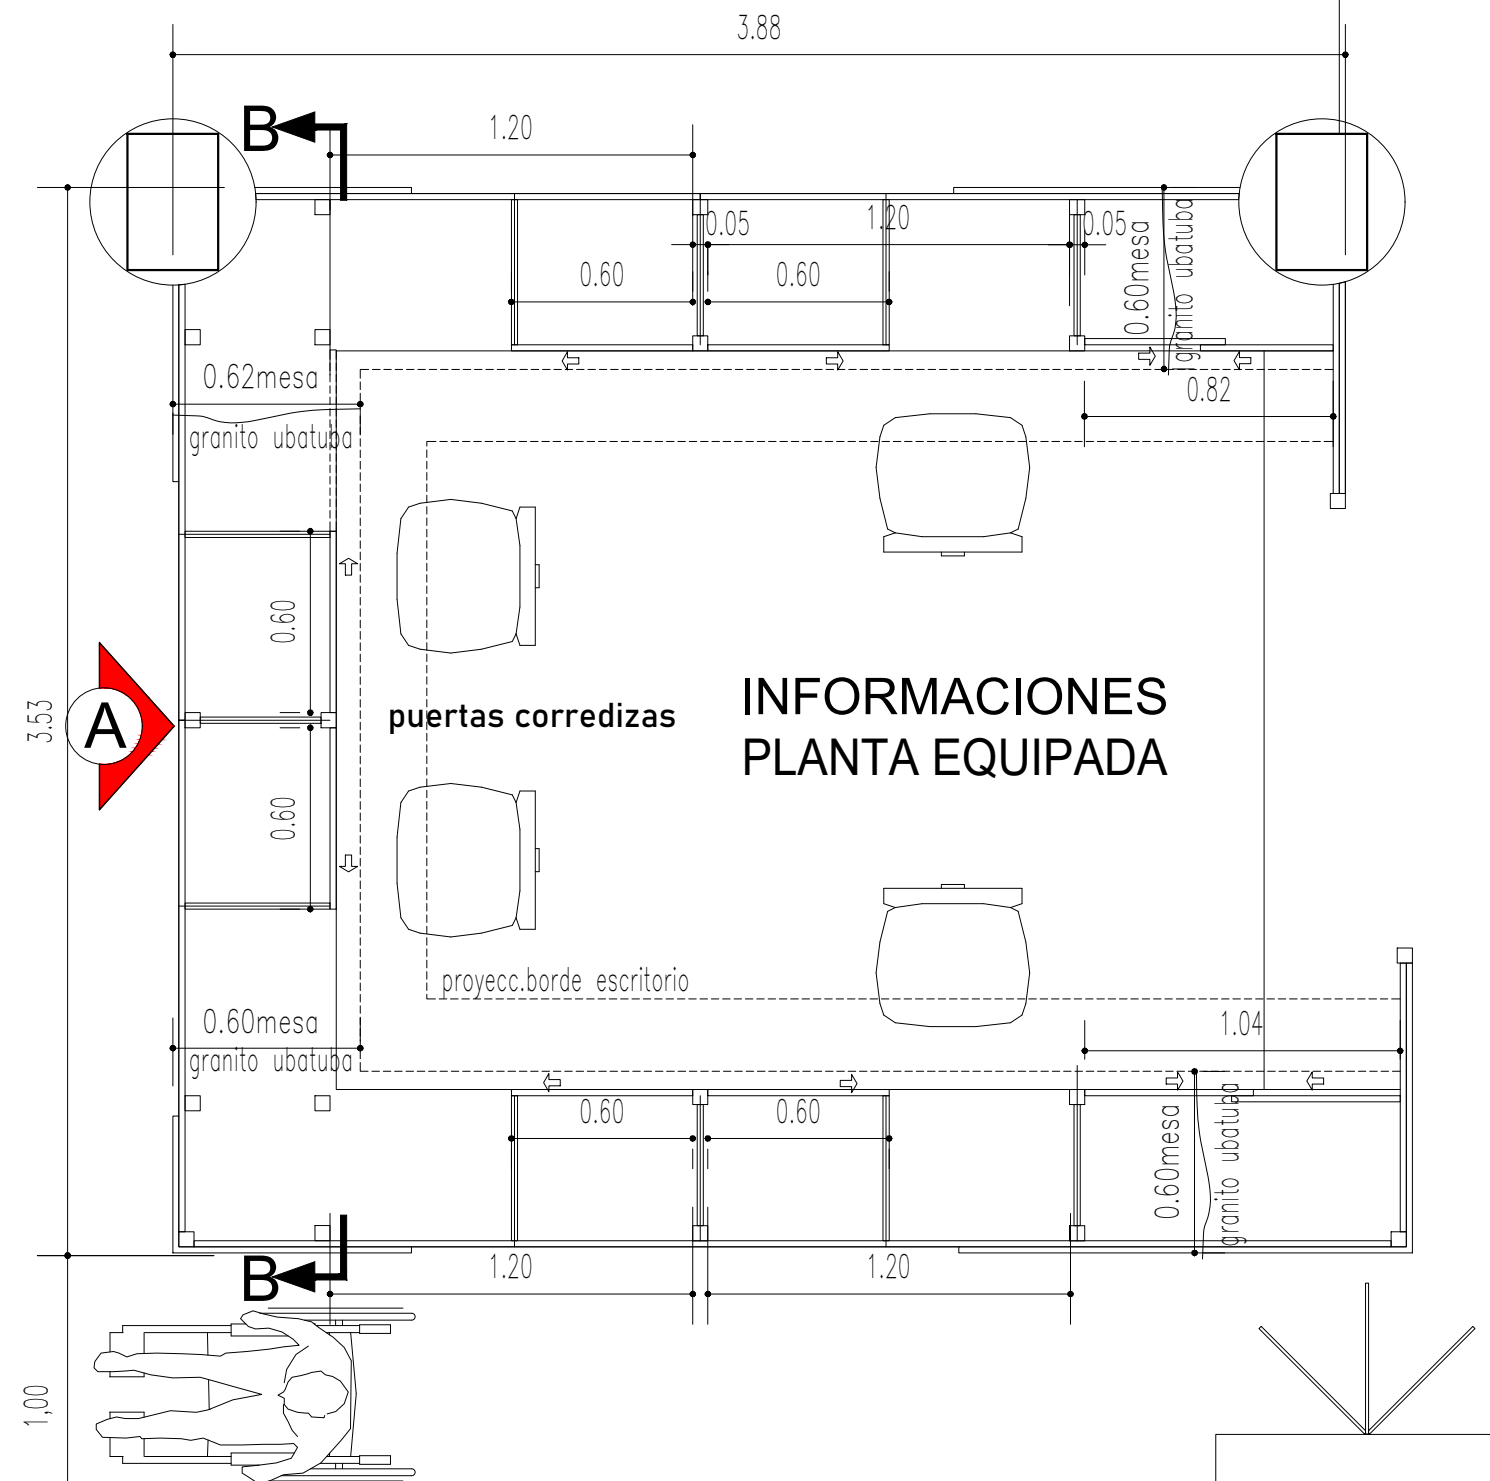 3.88
B
1.20
0.05
1.20
0.05
0.60
0.60
0.60mesa
granito ubatuba
0.62mesa
granito ubatuba
0.82
0.60
3.53
A
puertas corredizas
INFORMACIONES
PLANTA EQUIPADA
0.60
proyecc.borde escritorio
0.60mesa
granito ubatuba
1.04
0.60
0.60
0.60mesa
granito ubatuba
B
1.20
1.20
1,00